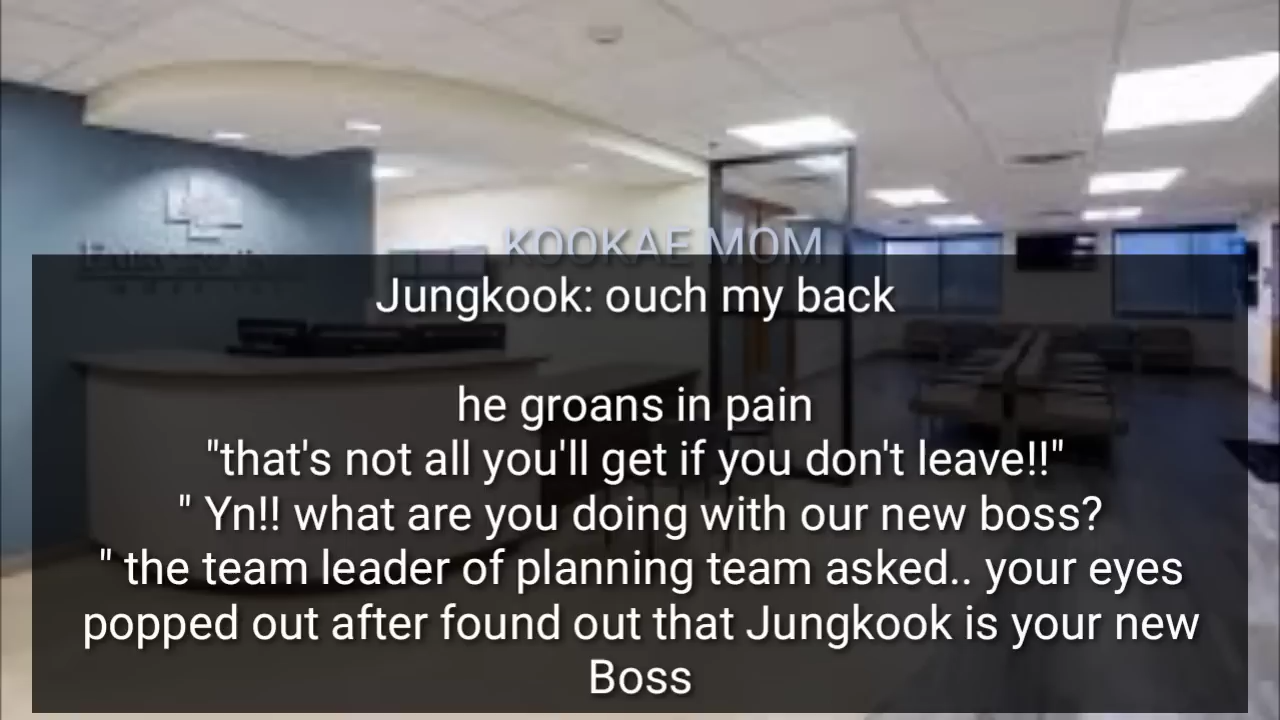 KOOKAE MOM
Jungkook: ouch my back
he groans in pain
"that's not all you'll get if you don't leave!!"
" Yn!! what are you doing with our new boss?
" the team leader of planning team asked.. your eyes
popped out after found out that Jungkook is your new
Boss